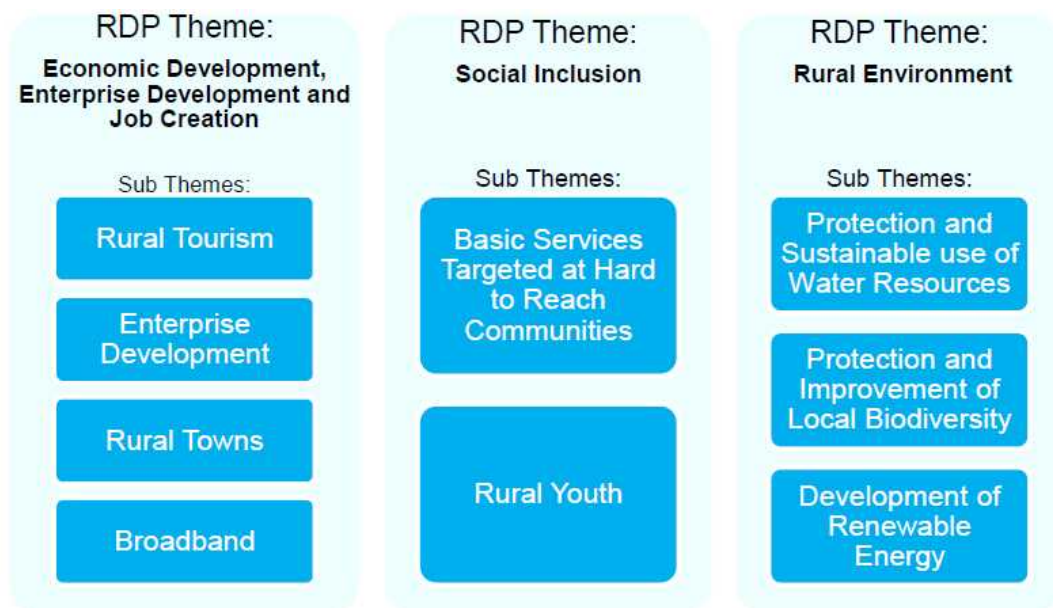 RDP Theme:
Economic Development,
Enterprise Development and
Job Creation
Sub Themes:
Rural Tourism
Enterprise
Development
Rural Towns
Broadband
RDP Theme:
Social Inclusion
Sub Themes:
Basic Services
Targeted at Hard
to Reach
Communities
Rural Youth
RDP Theme:
Rural Environment
Sub Themes:
Protection and
Sustainable use of
Water Resources
Protection and
Improvement of
Local Biodiversity
Development of
Renewable
Energy